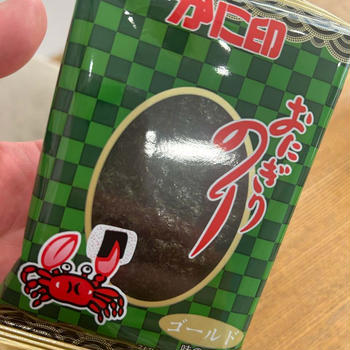 かに印
おにぎり
のり
ゴールド